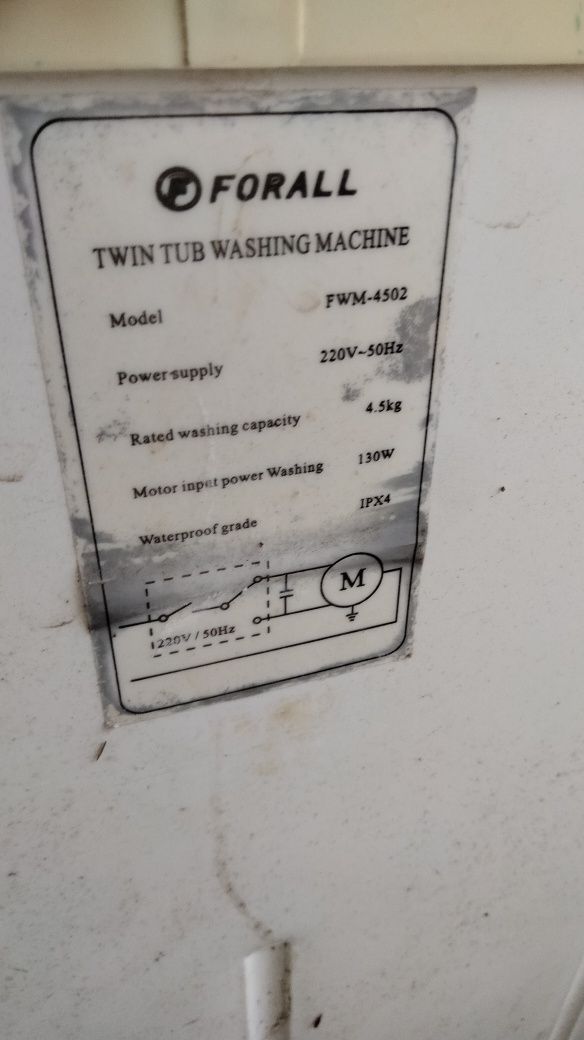 F FORALL
TWIN TUB WASHING MACHINE
Model FWM-4502
Power supply 220V~50Hz
Rated washing capacity 4.5kg
Motor input power Washing 130W
Waterproof grade IPX4
M
220V / 50Hz